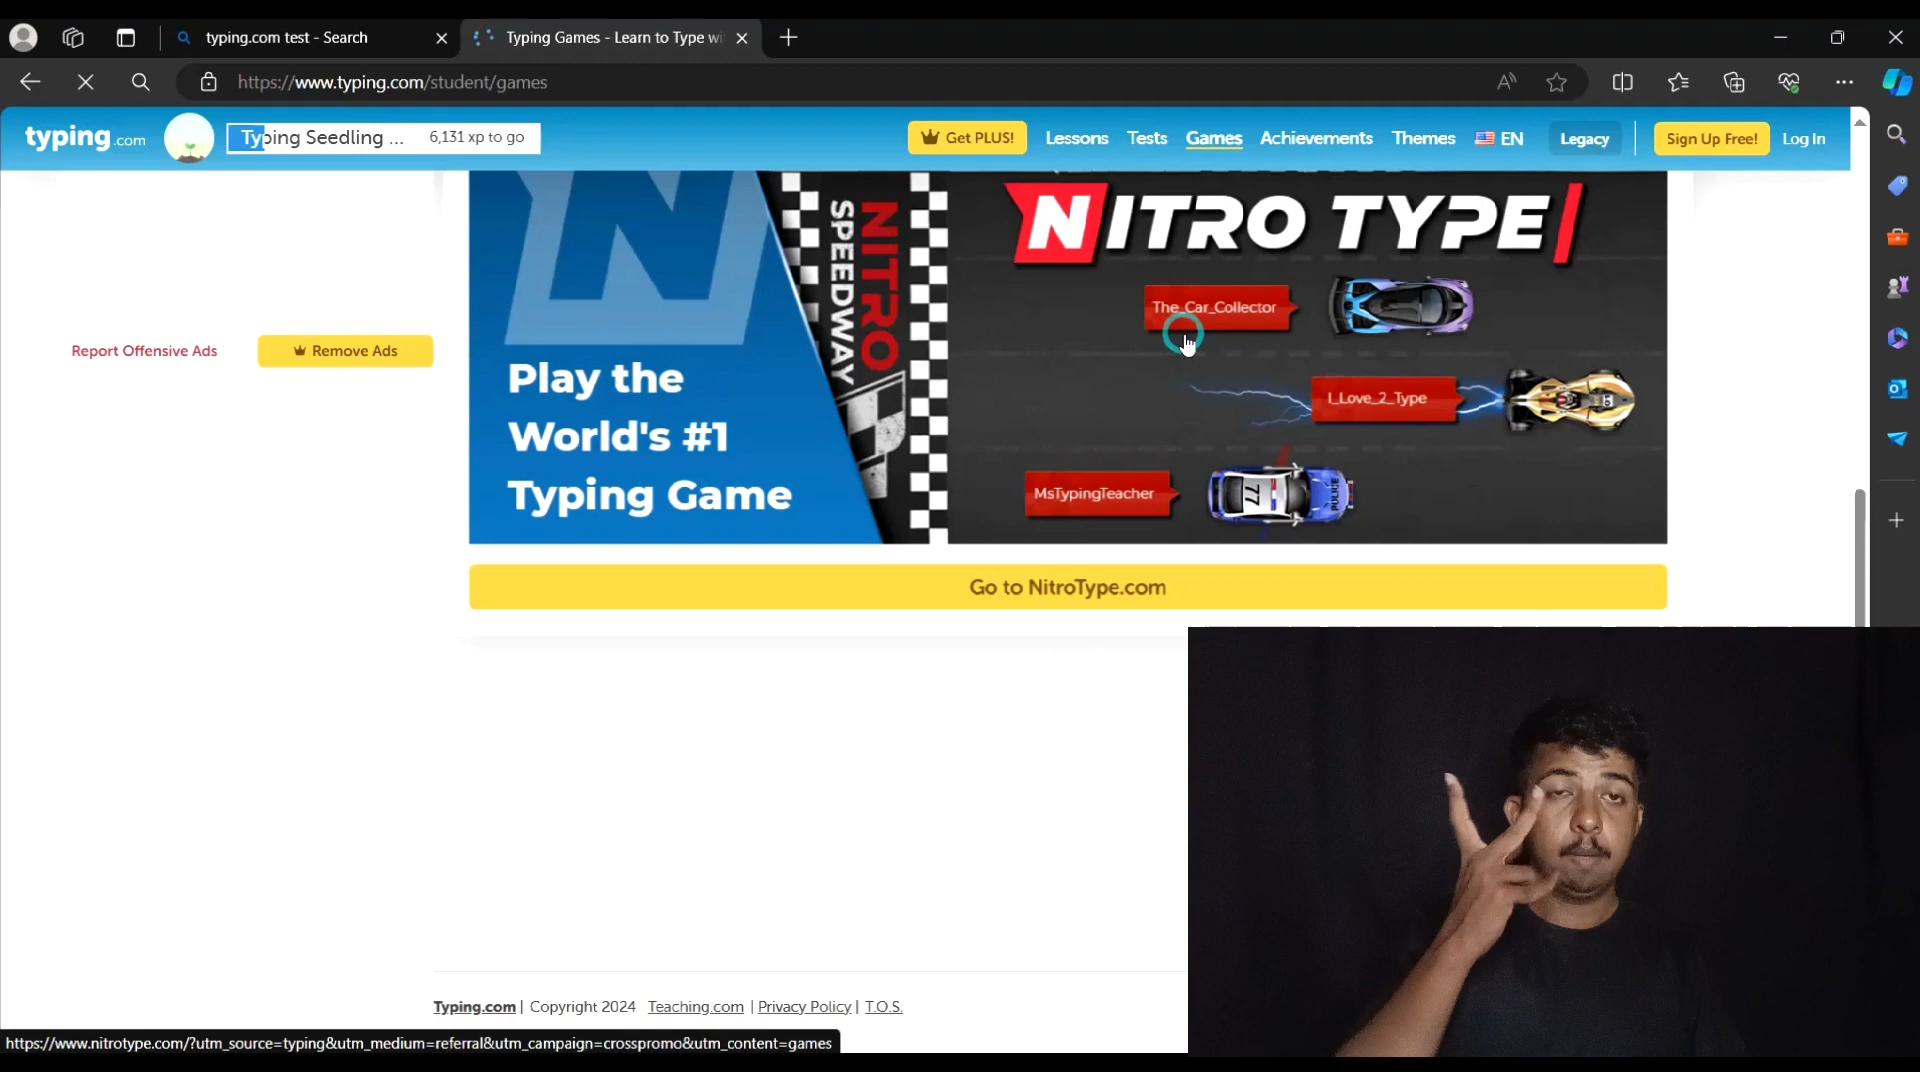 typing.com test - Search
Typing Games - Learn to Type wi
https://www.typing.com/student/games
typing.com
Typing Seedling ...
6,131 xp to go
Get PLUS!
Lessons
Tests
Games
Achievements
Themes
EN
Legacy
Sign Up Free!
Log In
Report Offensive Ads
Remove Ads
N
Play the
World's #1
Typing Game
NITRO
SPEEDWAY
NITRO TYPE
The_Car_Collector
I_Love_2_Type
MsTypingTeacher
77
POLICE
Go to NitroType.com
Typing.com | Copyright 2024 Teaching.com | Privacy Policy | T.O.S.
https://www.nitrotype.com/?utm_source=typing&utm_medium=referral&utm_campaign=crosspromo&utm_content=games